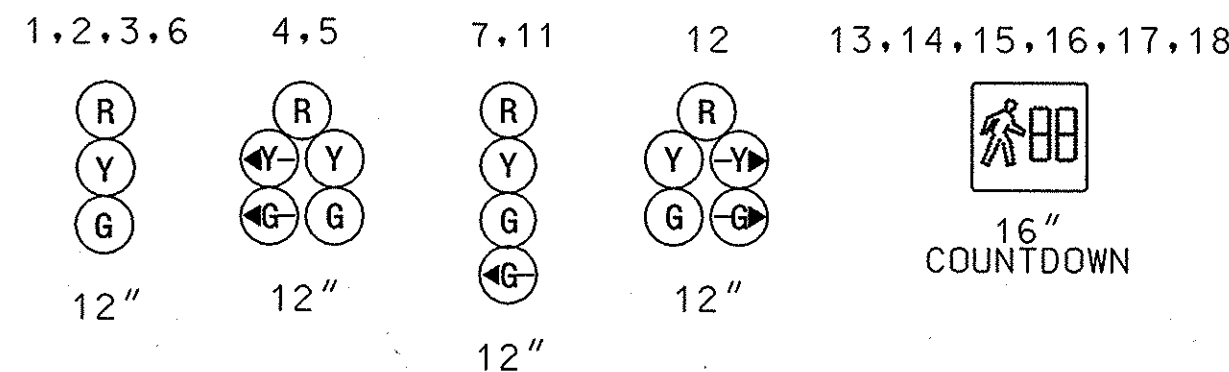 1,2,3,6
R
Y
G
12"
4,5
R
Y Y
G G
12"
7,11
R
Y
G
G
12"
12
R
Y Y
G G
12"
13,14,15,16,17,18
16"
COUNTDOWN